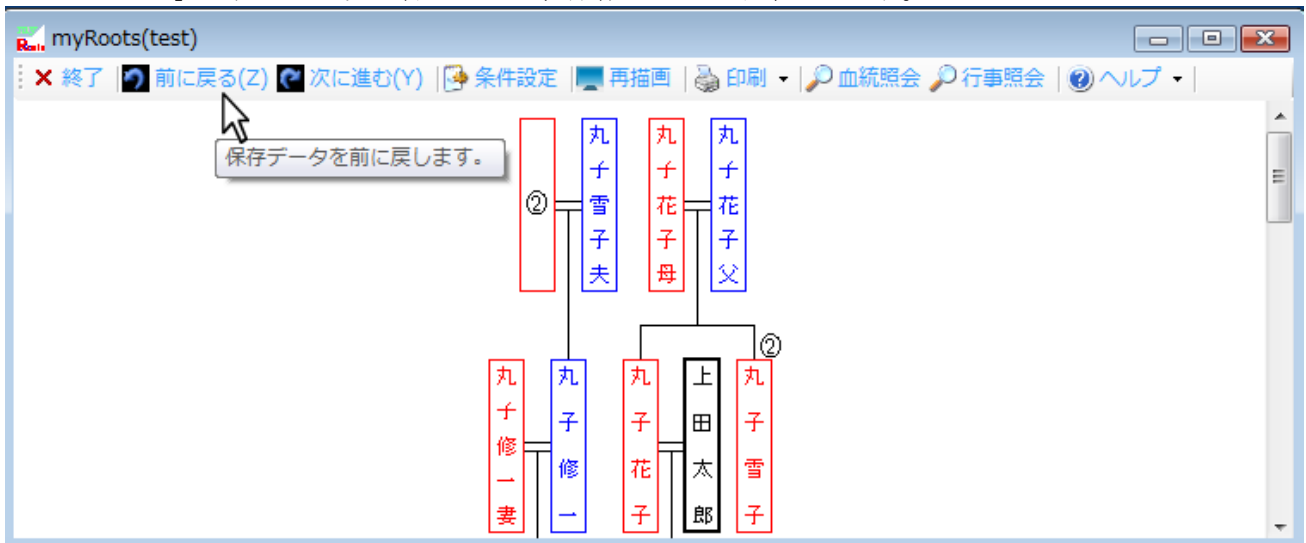 myRoots(test)
終了 前に戻る(Z) 次に進む(Y) 条件設定 再描画 印刷 血統照会 行事照会 ヘルプ
保存データを前に戻します。
②
丸子雪子夫
丸子花子母
丸子花子父
②
丸子修一妻
丸子修一
丸子花子
上田太郎
丸子雪子